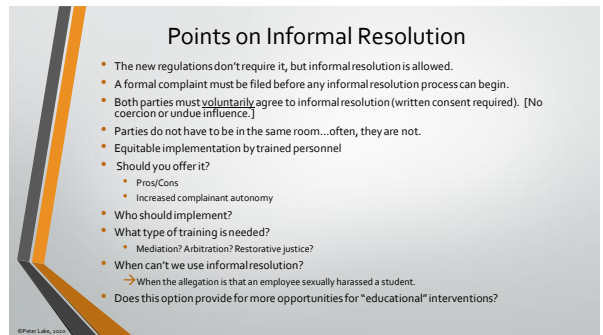 Points on Informal Resolution
• The new regulations don't require it, but informal resolution is allowed.
• A formal complaint must be filed before any informal resolution process can begin.
• Both parties must voluntarily agree to informal resolution (written consent required). [No
coercion or undue influence.]
• Parties do not have to be in the same room...often, they are not.
• Equitable implementation by trained personnel
• Should you offer it?
• Pros/Cons
• Increased complainant autonomy
• Who should implement?
• What type of training is needed?
• Mediation? Arbitration? Restorative justice?
• When can't we use informal resolution?
→When the allegation is that an employee sexually harassed a student.
• Does this option provide for more opportunities for "educational" interventions?
©Peter Lake, 2020